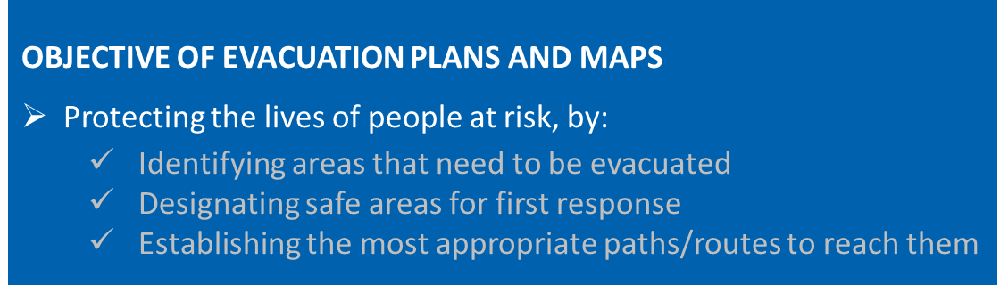 OBJECTIVE OF EVACUATION PLANS AND MAPS
➢ Protecting the lives of people at risk, by:
✓ Identifying areas that need to be evacuated
✓ Designating safe areas for first response
✓ Establishing the most appropriate paths/routes to reach them